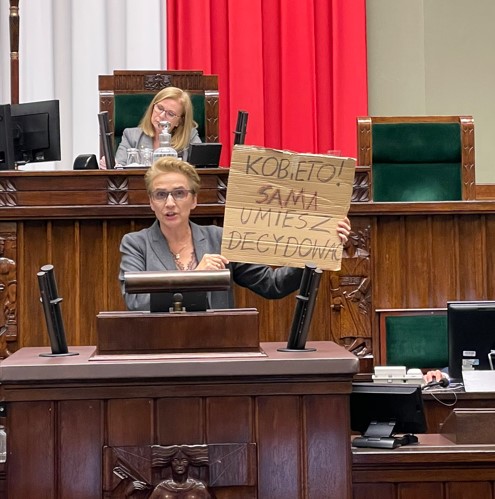 KOBIETO!
SAMA
UMIESZ
DECYDOWAĆ